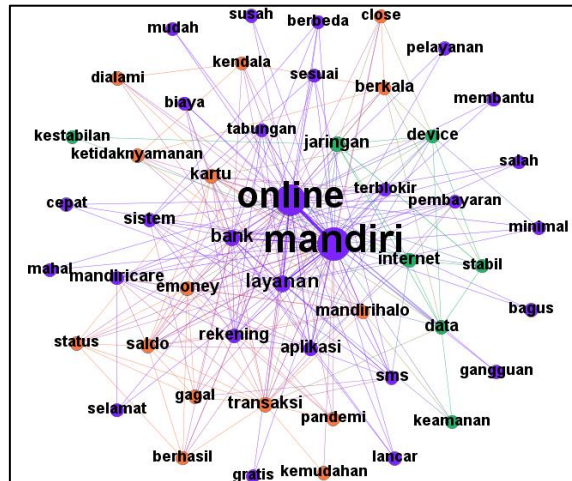 susah
close
mudah
berbeda
pelayanan
kendala
dialami
sesuai
berkala
biaya
membantu
tabungan
kestabilan
jaringan
device
ketidaknyamanan
kartu
salah
online
terblokir
cepat
sistem
pembayaran
bank
mandiri
minimal
internet
mahal
mandiricare
stabil
emoney
layanan
mandirihalo
bagus
status
saldo
rekening
aplikasi
data
sms
gangguan
selamat
gagal
transaksi
pandemi
keamanan
berhasil
lancar
gratis
kemudahan